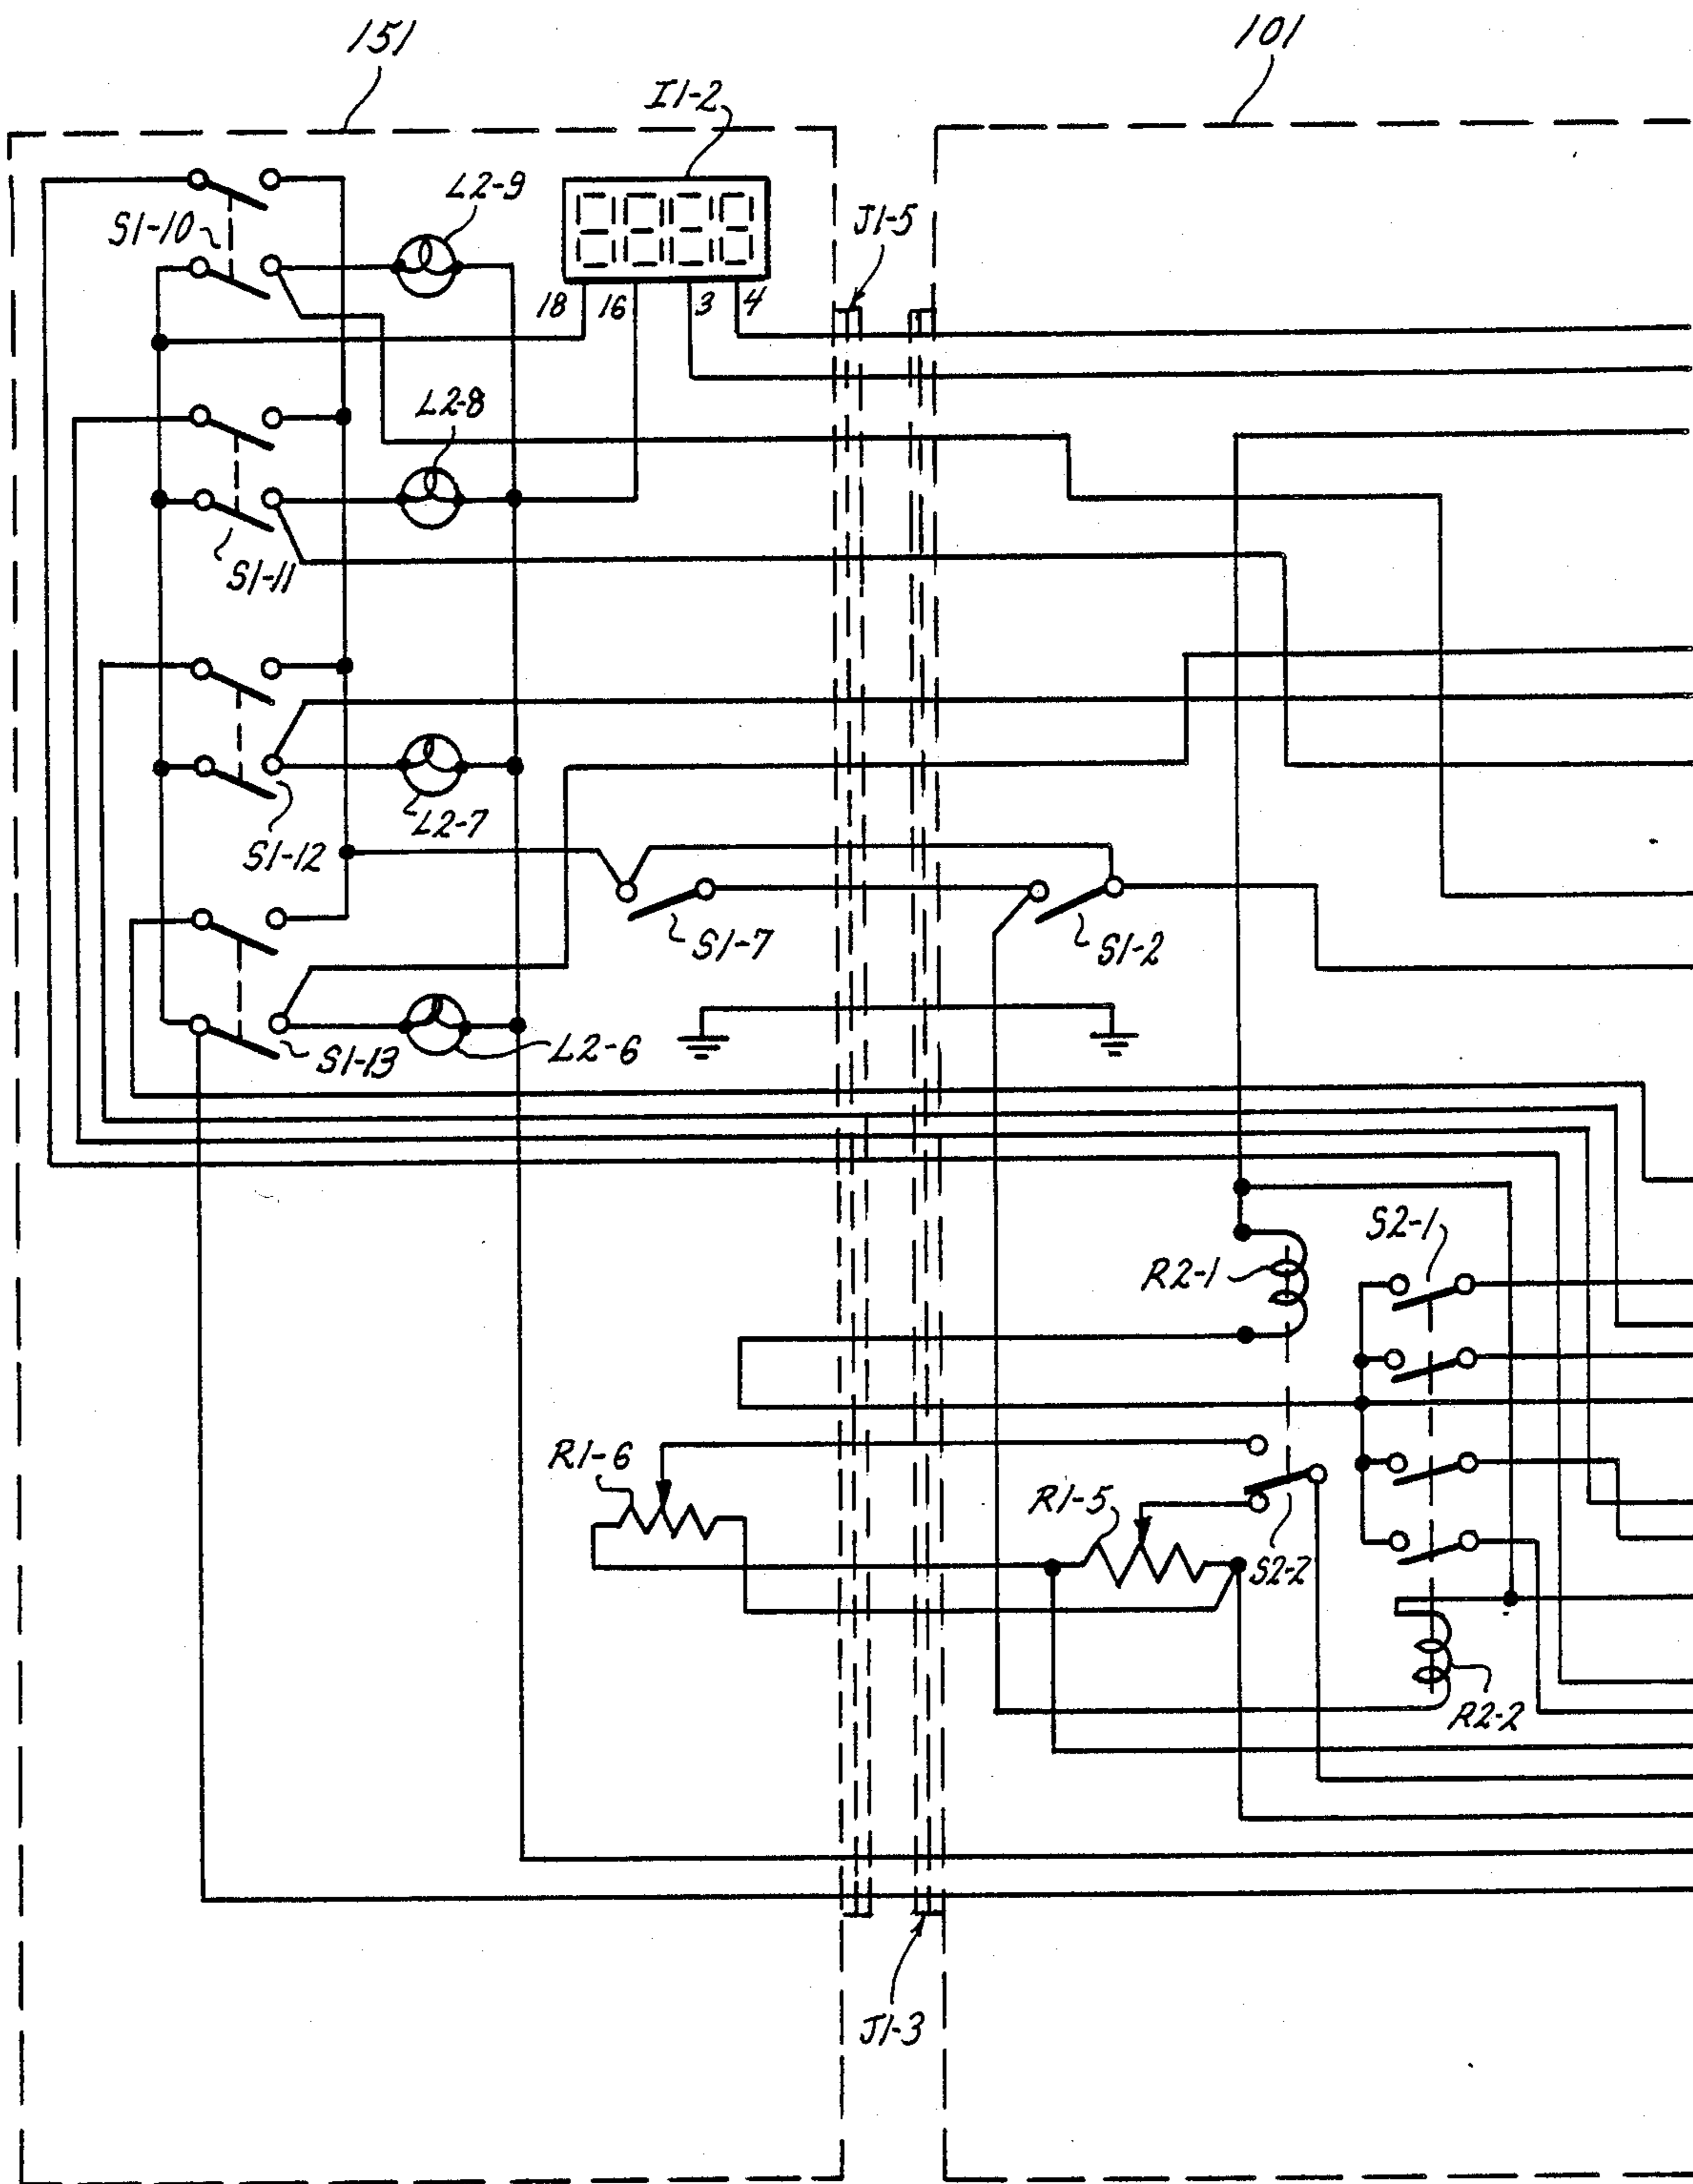 151
101
I1-2
L2-9
S1-10
J1-5
18
16
3
4
L2-8
S1-11
L2-7
S1-12
S1-7
S1-2
S1-13
L2-6
S2-1
R2-1
R1-6
R1-5
S2-2
R2-2
J1-3